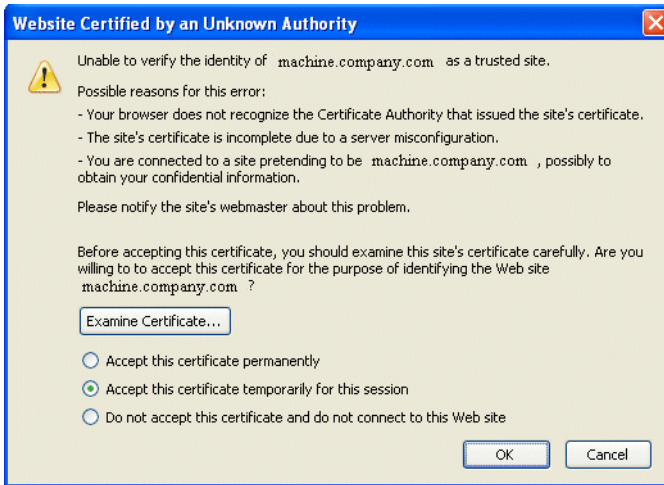 Website Certified by an Unknown Authority
Unable to verify the identity of machine.company.com as a trusted site.
Possible reasons for this error:
- Your browser does not recognize the Certificate Authority that issued the site's certificate.
- The site's certificate is incomplete due to a server misconfiguration.
- You are connected to a site pretending to be machine.company.com , possibly to
obtain your confidential information.
Please notify the site's webmaster about this problem.
Before accepting this certificate, you should examine this site's certificate carefully. Are you
willing to to accept this certificate for the purpose of identifying the Web site
machine.company.com ?
Examine Certificate...
Accept this certificate permanently
Accept this certificate temporarily for this session
Do not accept this certificate and do not connect to this Web site
OK Cancel